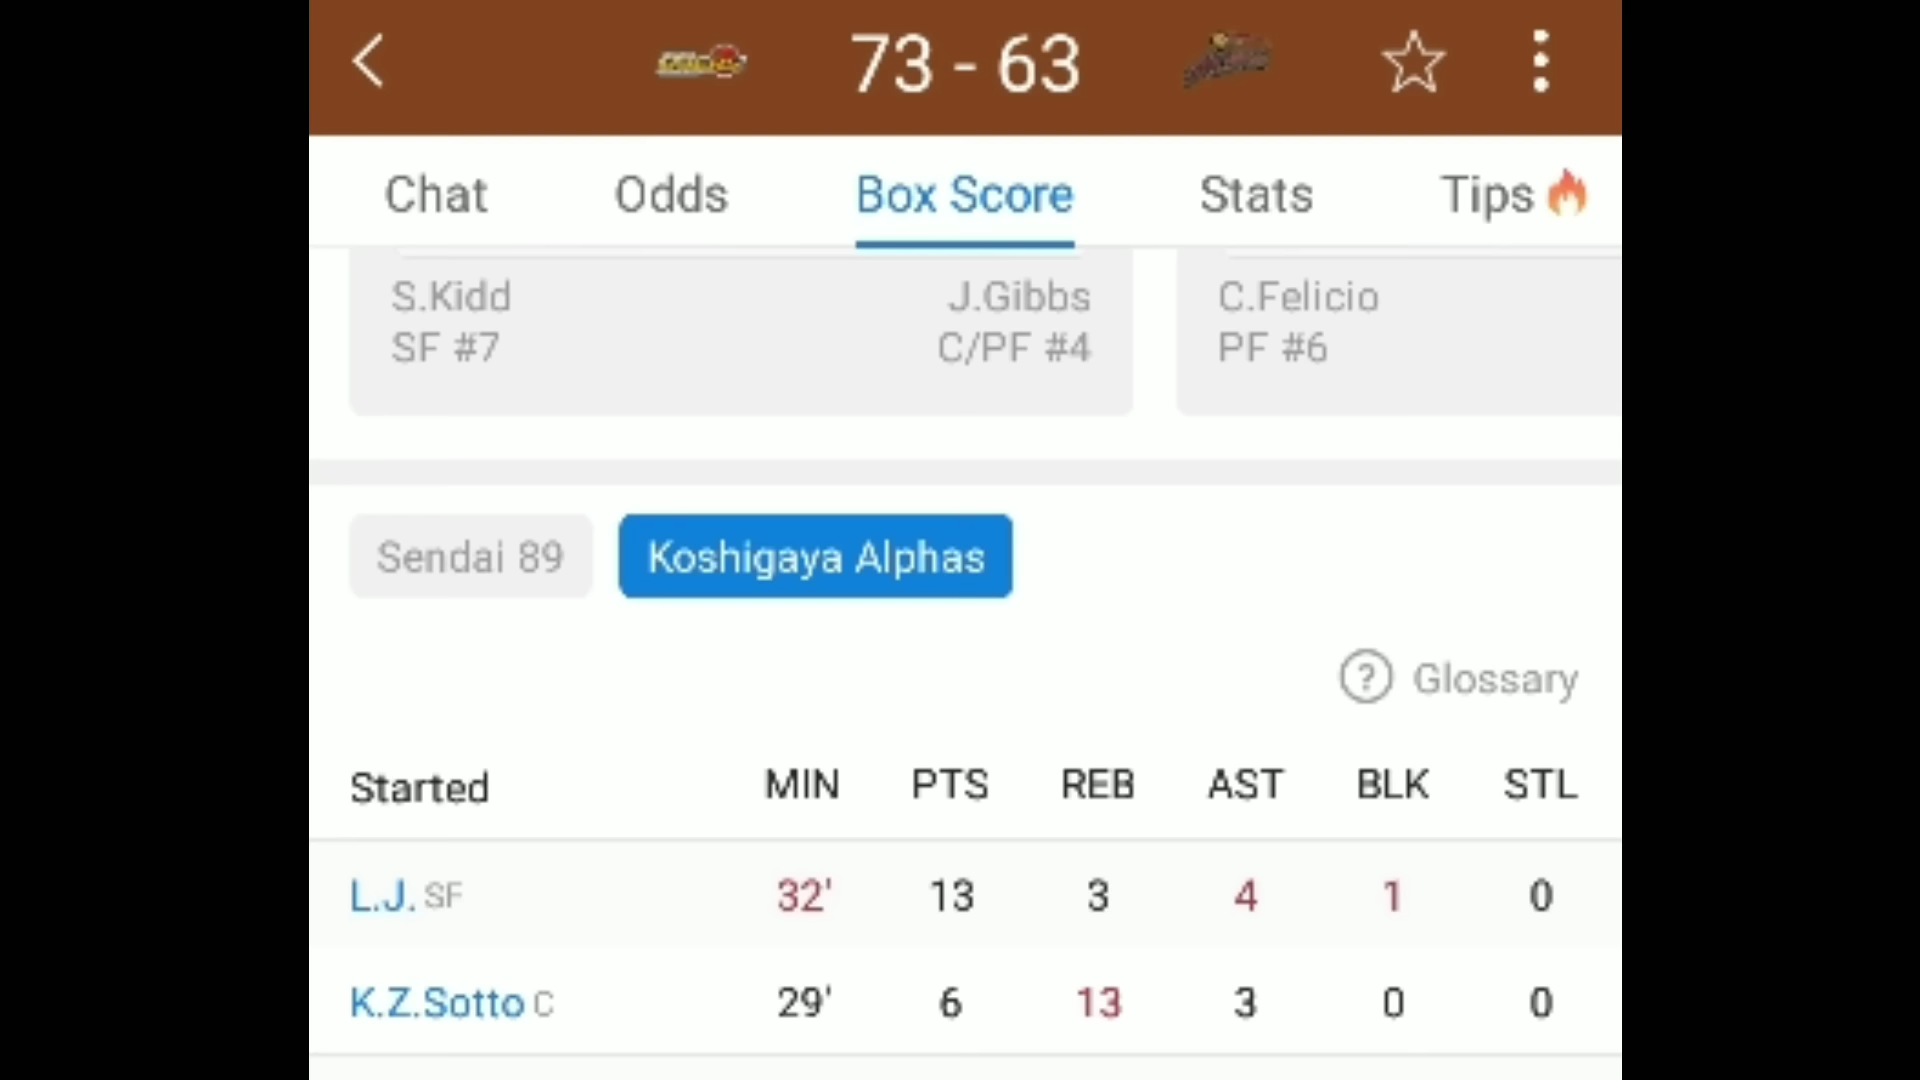 73 - 63
Chat Odds Box Score Stats Tips
S.Kidd J.Gibbs C.Felicio
SF #7 C/PF #4 PF #6
Sendai 89 Koshigaya Alphas
? Glossary
Started MIN PTS REB AST BLK STL
L.J. SF 32' 13 3 4 1 0
K.Z.Sotto C 29' 6 13 3 0 0